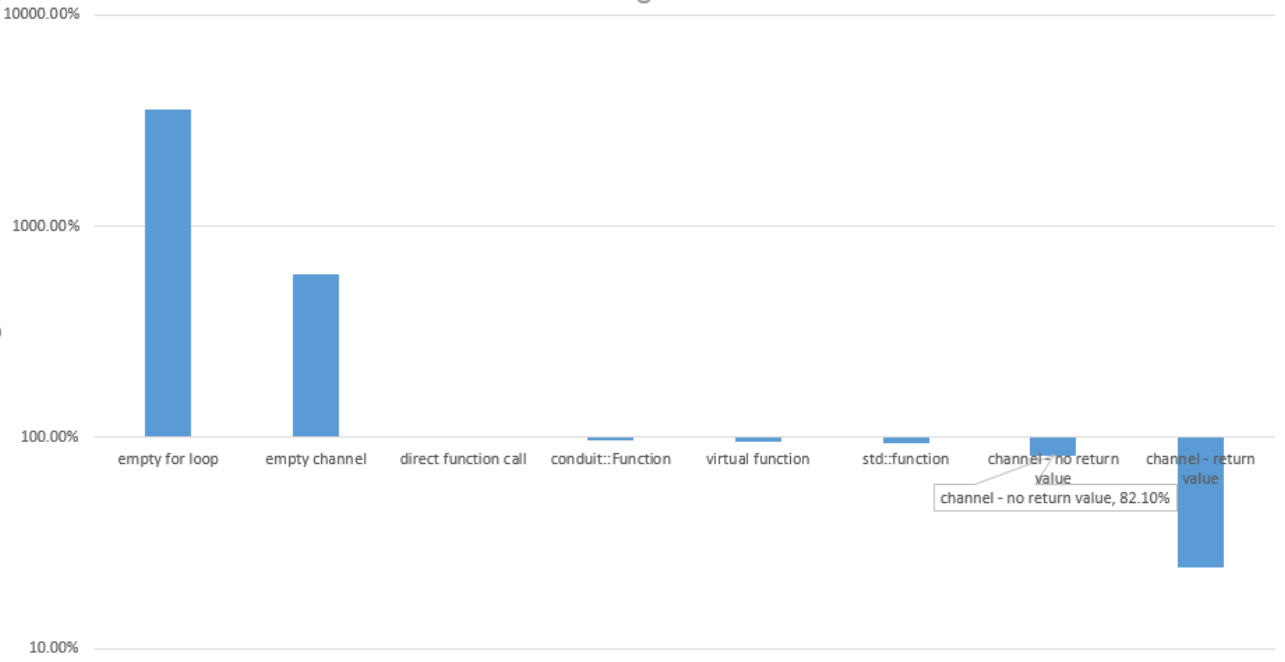 10000.00%
1000.00%
100.00%
10.00%
empty for loop
empty channel
direct function call
conduit::Function
virtual function
std::function
channel - no return
value
channel - return
value
channel - no return value, 82.10%